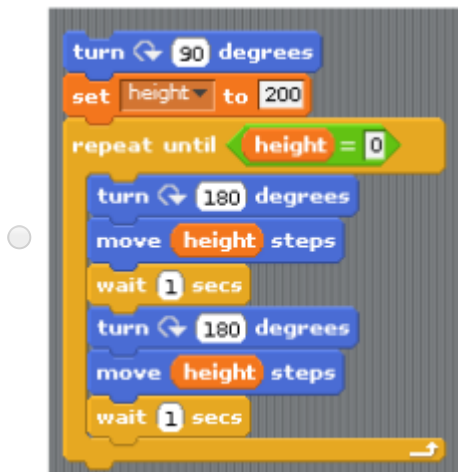 turn 90 degrees
set height to 200
repeat until height = 0
turn 180 degrees
move height steps
wait 1 secs
turn 180 degrees
move height steps
wait 1 secs